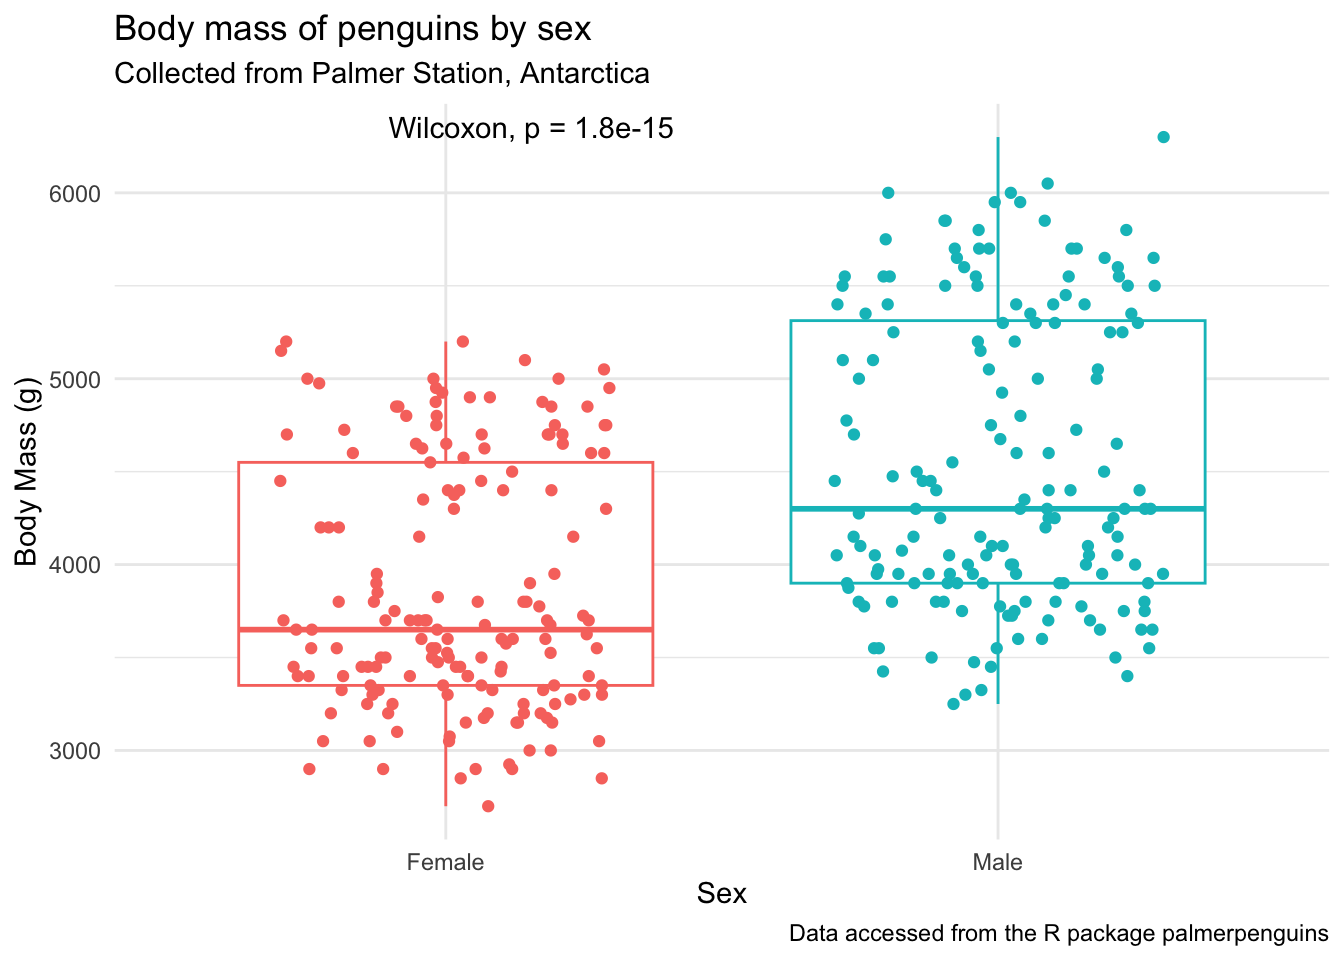 Body mass of penguins by sex
Collected from Palmer Station, Antarctica
Wilcoxon, p = 1.8e-15
6000
5000
4000
3000
Body Mass (g)
Female
Male
Sex
Data accessed from the R package palmerpenguins